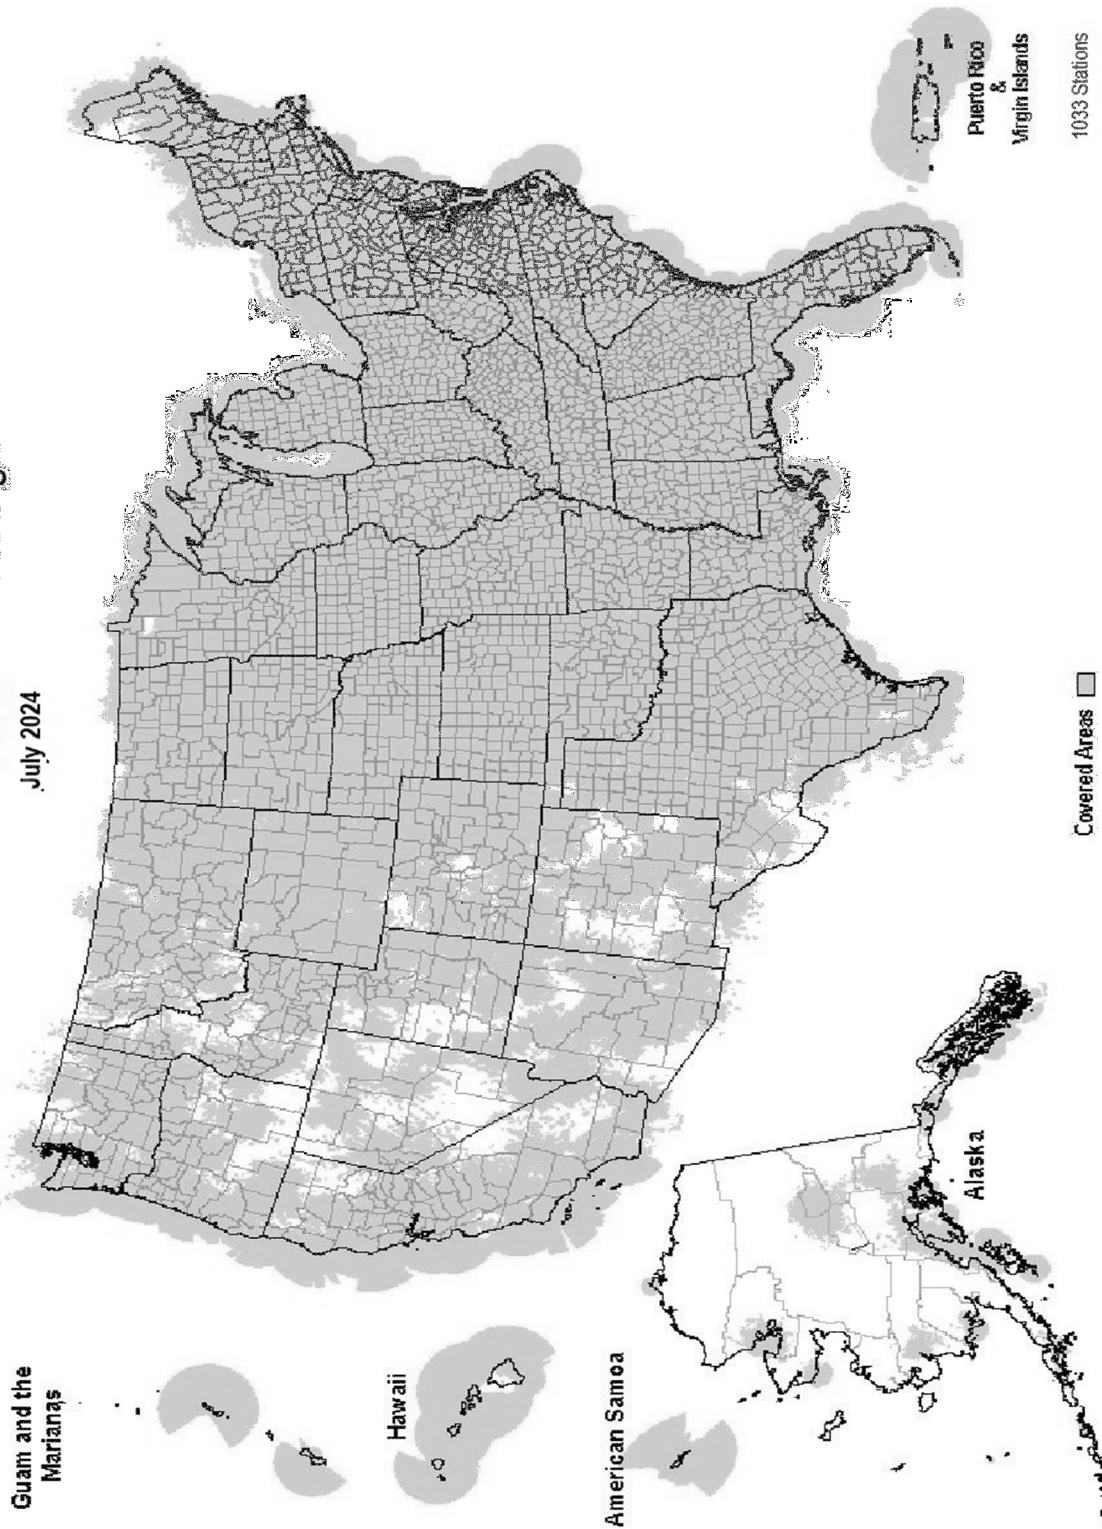 July 2024
Guam and the
Marianas
Hawaii
American Samoa
Alaska
Covered Areas
Puerto Rico
&
Virgin Islands
1033 Stations